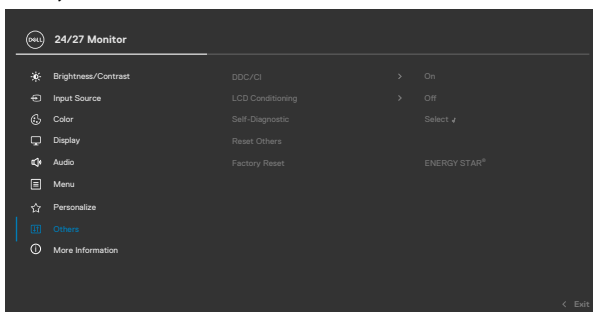 DELL 24/27 Monitor
Brightness/Contrast DDC/CI > On
Input Source LCD Conditioning > Off
Color Self-Diagnostic Select
Display Reset Others
Audio Factory Reset ENERGY STAR®
Menu
Personalize
Others
More Information
< Exit